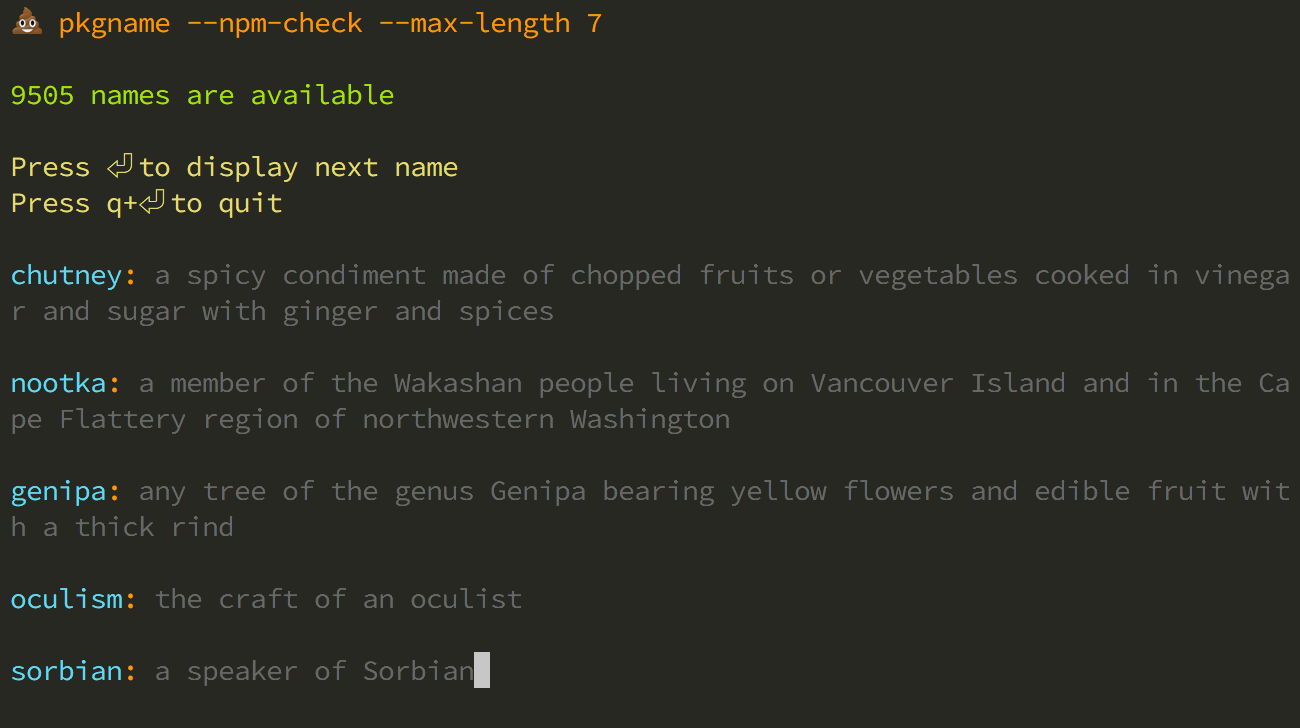 💩 pkgname --npm-check --max-length 7
9505 names are available
Press ⏎ to display next name
Press q+⏎ to quit
chutney: a spicy condiment made of chopped fruits or vegetables cooked in vinega
r and sugar with ginger and spices
nootka: a member of the Wakashan people living on Vancouver Island and in the Ca
pe Flattery region of northwestern Washington
genipa: any tree of the genus Genipa bearing yellow flowers and edible fruit wit
h a thick rind
oculism: the craft of an oculist
sorbian: a speaker of Sorbian